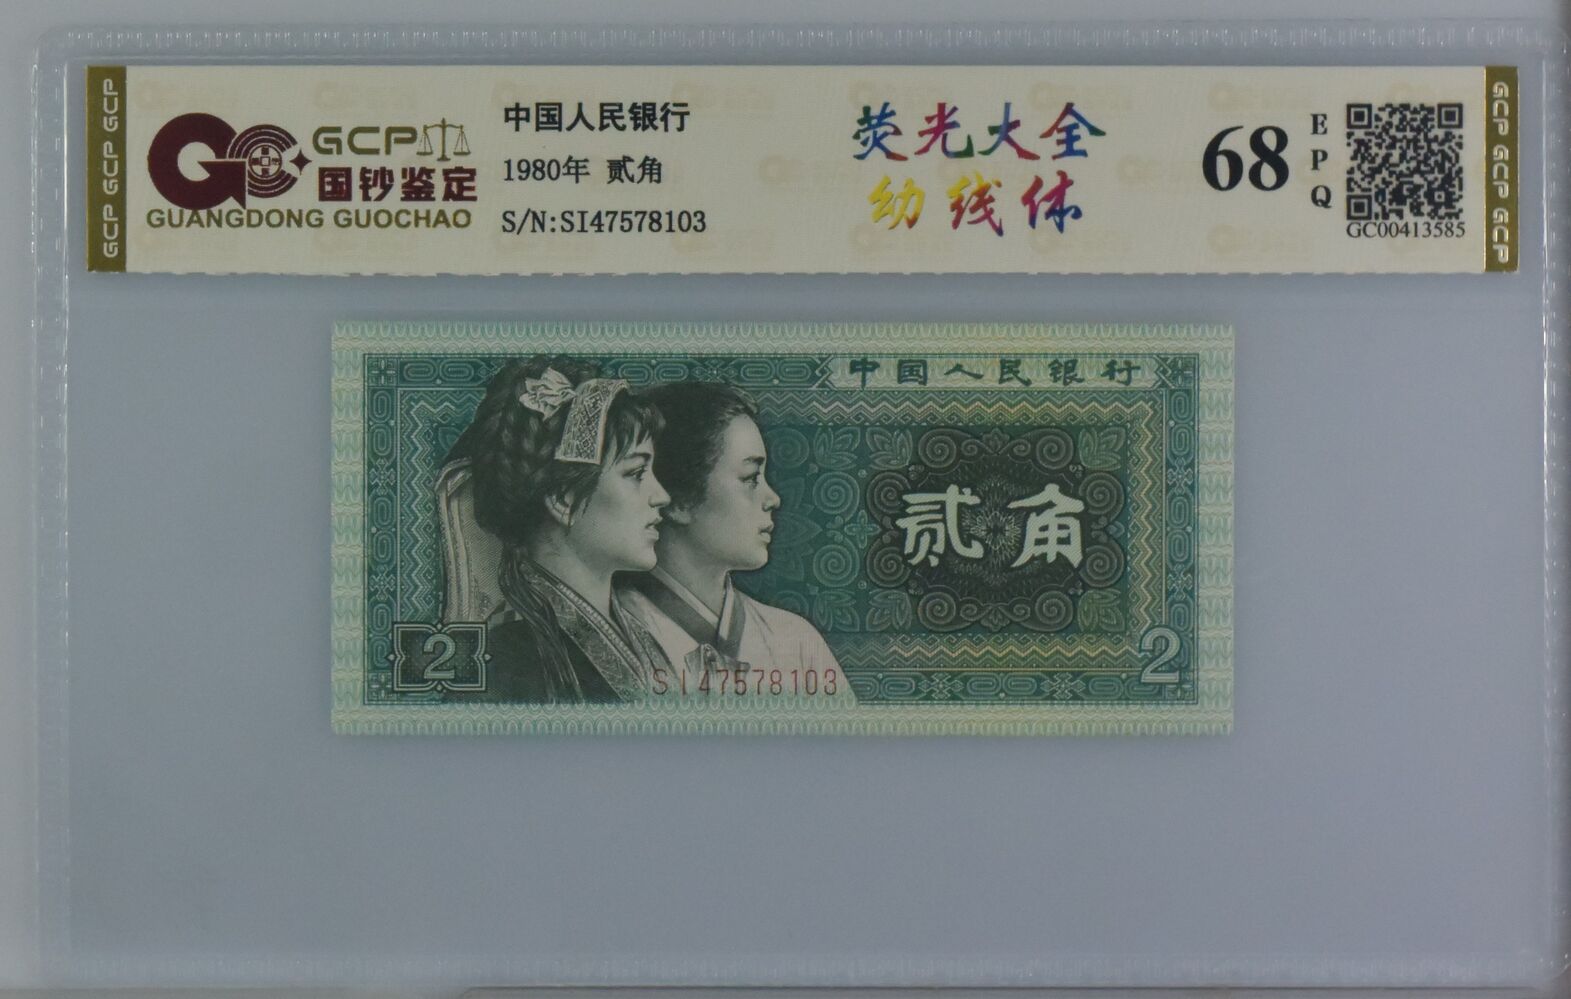 GCP GCP GCP
GCP
国钞鉴定
GUANGDONG GUOCHAO
中国人民银行
1980年 贰角
S/N:SI47578103
荧光大全
幼线体
68
EPQ
GC00413585
GCP GCP GCP
中国人民银行
贰角
2
2
SI47578103